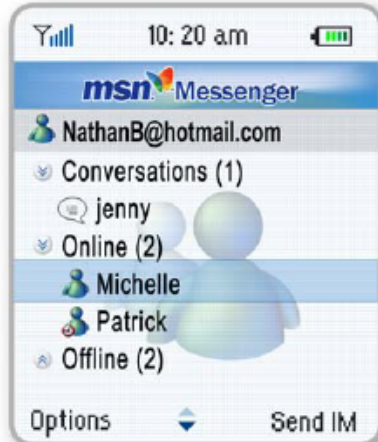 10: 20 am
msn Messenger
NathanB@hotmail.com
Conversations (1)
jenny
Online (2)
Michelle
Patrick
Offline (2)
Options Send IM